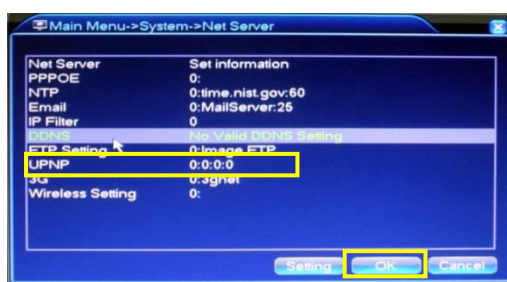 Main Menu->System->Net Server
Net Server Set information
PPPOE 0:
NTP 0:time.nist.gov:60
Email 0:MailServer:25
IP Filter 0
DDNS No Valid DDNS Setting
FTP Setting 0:Image FTP
UPNP 0:0:0:0
3G 0:3gnet
Wireless Setting 0:
Setting OK Cancel